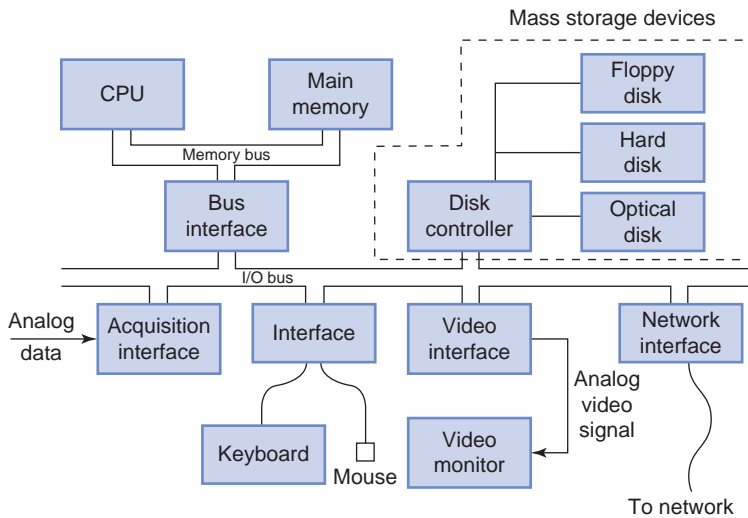 Mass storage devices
CPU
Main
memory
Floppy
disk
Hard
disk
Memory bus
Bus
interface
Disk
controller
Optical
disk
I/O bus
Analog
data
Acquisition
interface
Interface
Video
interface
Network
interface
Analog
video
signal
Keyboard
Mouse
Video
monitor
To network